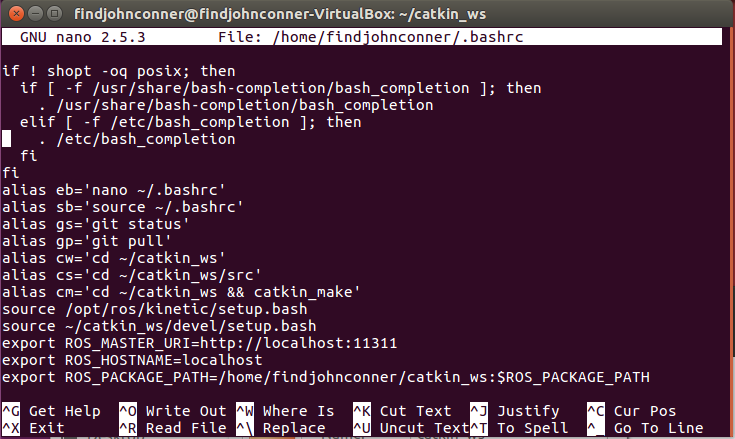 findjohnconner@findjohnconner-VirtualBox: ~/catkin_ws
GNU nano 2.5.3 File: /home/findjohnconner/.bashrc
if ! shopt -oq posix; then
if [ -f /usr/share/bash-completion/bash_completion ]; then
. /usr/share/bash-completion/bash_completion
elif [ -f /etc/bash_completion ]; then
. /etc/bash_completion
fi
fi
alias eb='nano ~/.bashrc'
alias sb='source ~/.bashrc'
alias gs='git status'
alias gp='git pull'
alias cw='cd ~/catkin_ws'
alias cs='cd ~/catkin_ws/src'
alias cm='cd ~/catkin_ws && catkin_make'
source /opt/ros/kinetic/setup.bash
source ~/catkin_ws/devel/setup.bash
export ROS_MASTER_URI=http://localhost:11311
export ROS_HOSTNAME=localhost
export ROS_PACKAGE_PATH=/home/findjohnconner/catkin_ws:$ROS_PACKAGE_PATH
^G Get Help ^O Write Out ^W Where Is ^K Cut Text ^J Justify ^C Cur Pos
^X Exit ^R Read File ^\ Replace ^U Uncut Text^T To Spell ^_ Go To Line